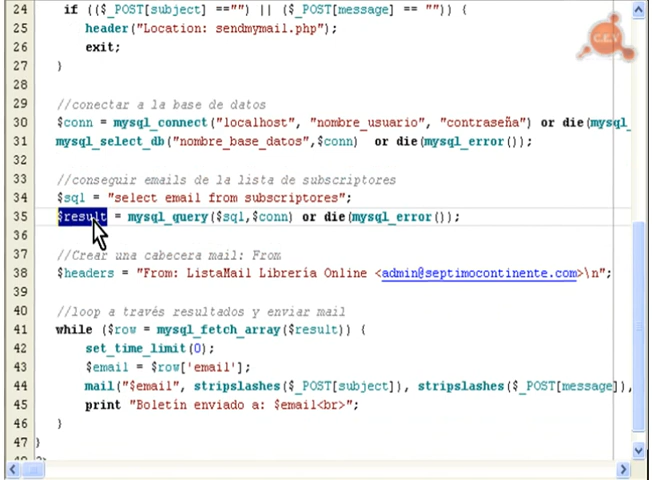 24 if (($_POST[subject] =="") || ($_POST[message] == "")) {
25 header("Location: sendmymail.php");
26 exit;
27 }
28
29 //conectar a la base de datos
30 $conn = mysql_connect("localhost", "nombre_usuario", "contraseña") or die(mysql_
31 mysql_select_db("nombre_base_datos",$conn) or die(mysql_error());
32
33 //conseguir emails de la lista de subscriptores
34 $sql = "select email from subscriptores";
35 $result = mysql_query($sql,$conn) or die(mysql_error());
36
37 //Crear una cabecera mail: From
38 $headers = "From: ListaMail Librería Online <admin@septimocontinente.com>\n";
39
40 //loop a través resultados y enviar mail
41 while ($row = mysql_fetch_array($result)) {
42 set_time_limit(0);
43 $email = $row['email'];
44 mail("$email", stripslashes($_POST[subject]), stripslashes($_POST[message]),
45 print "Boletín enviado a: $email<br>";
46 }
47 }